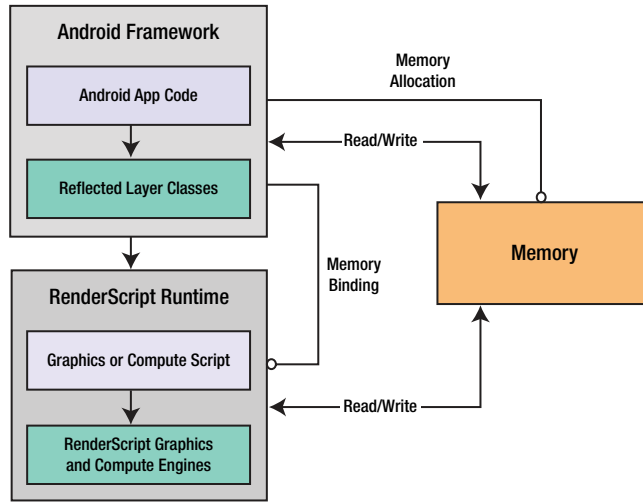 Android Framework
Android App Code
Reflected Layer Classes
Memory
Allocation
Read/Write
Memory
Binding
Memory
RenderScript Runtime
Graphics or Compute Script
Read/Write
RenderScript Graphics
and Compute Engines